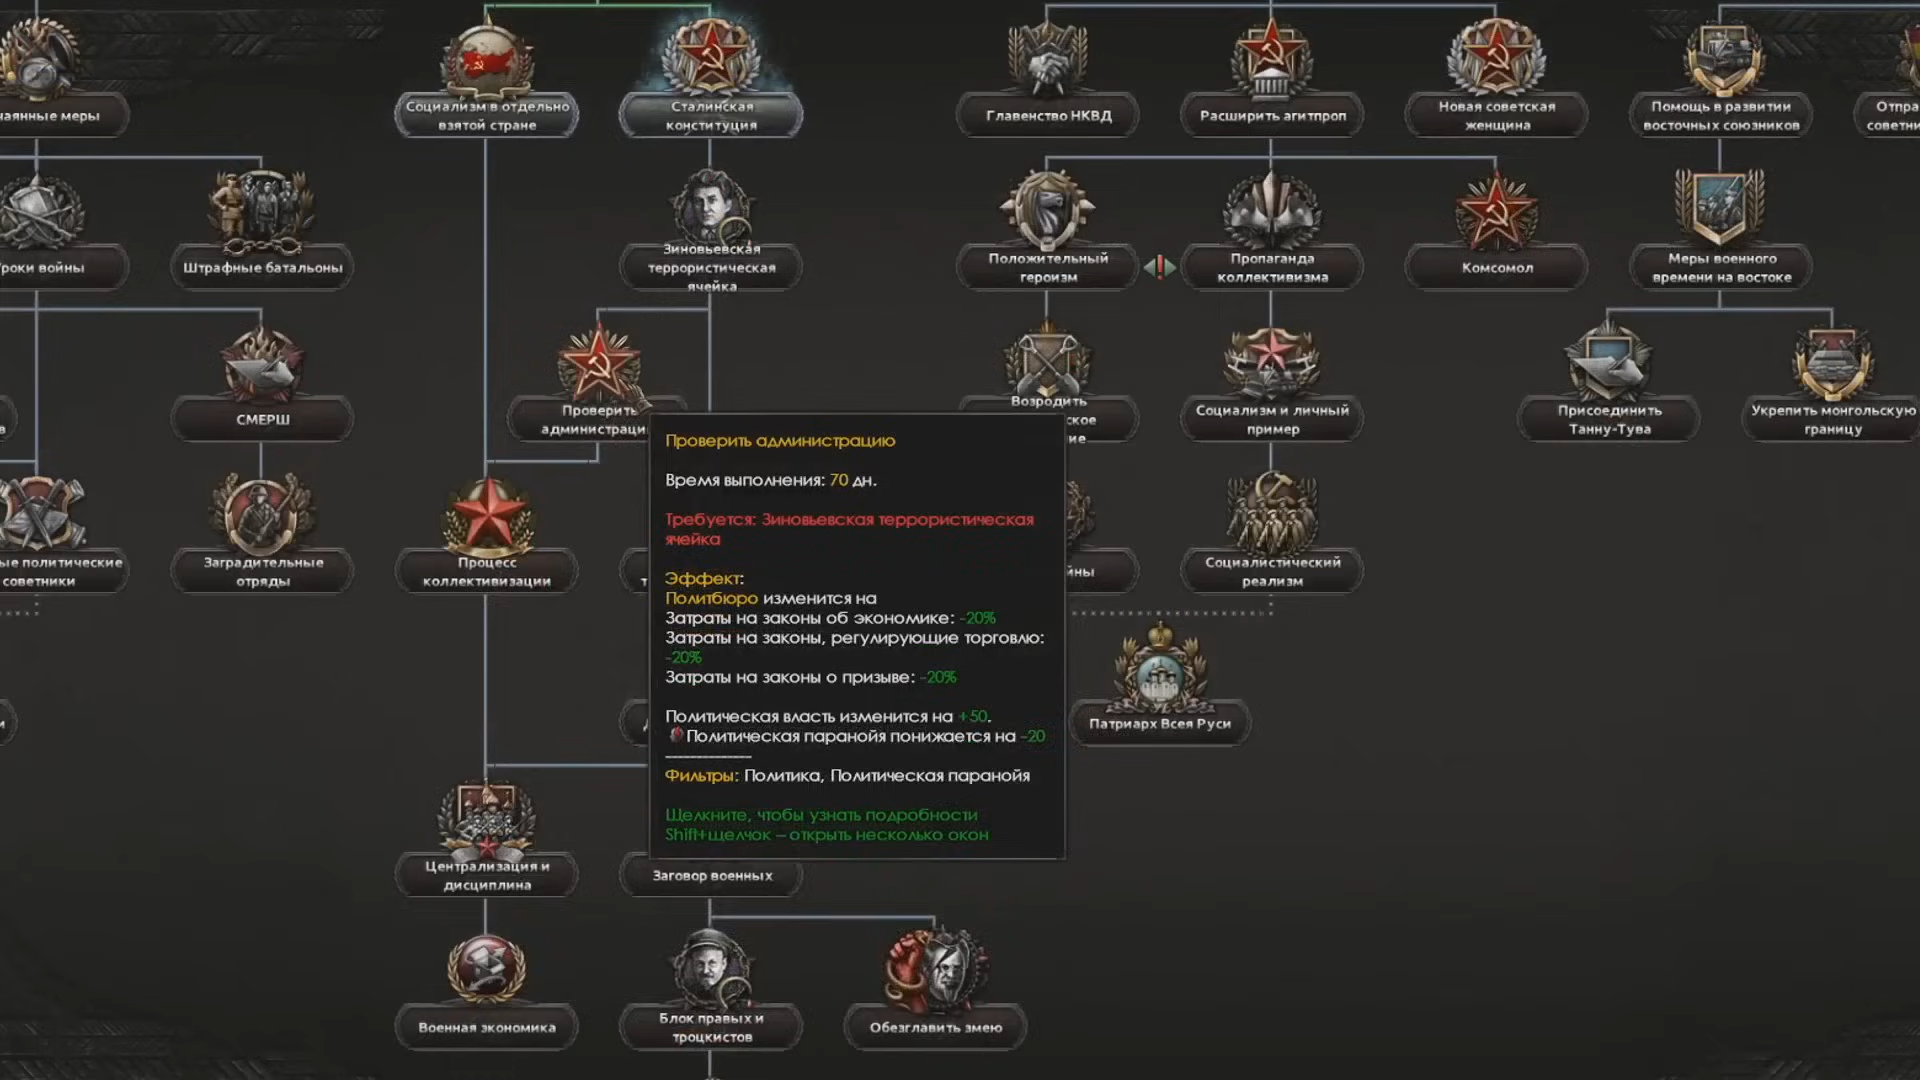 Социализм в отдельно
взятой стране
Сталинская
конституция
Главенство НКВД
Расширить агитпроп
Новая советская
женщина
Помощь в развитии
восточных союзников
меры
войны
Штрафные батальоны
Зиновьевская
террористическая
ячейка
Положительный
героизм
Пропаганда
коллективизма
Комсомол
Меры военного
времени на востоке
СМЕРШ
Проверить
Возродить
Социализм и личный
пример
Присоединить
Танну-Тува
Укрепить монгольскую
границу
Проверить администрацию
Время выполнения: 70 дн.
Требуется: Зиновьевская террористическая
ячейка
Эффект:
Политбюро изменится на
Затраты на законы об экономике: -20%
Затраты на законы, регулирующие торговлю:
-20%
Затраты на законы о призыве: -20%
Политическая власть изменится на +50.
Политическая паранойя понижается на -20
--------------
Фильтры: Политика, Политическая паранойя
Щелкните, чтобы узнать подробности
Shift+щелчок – открыть несколько окон
политические
советники
Заградительные
отряды
Процесс
коллективизации
Социалистический
реализм
Патриарх Всея Руси
Централизация и
дисциплина
Заговор военных
Военная экономика
Блок правых и
троцкистов
Обезглавить змею